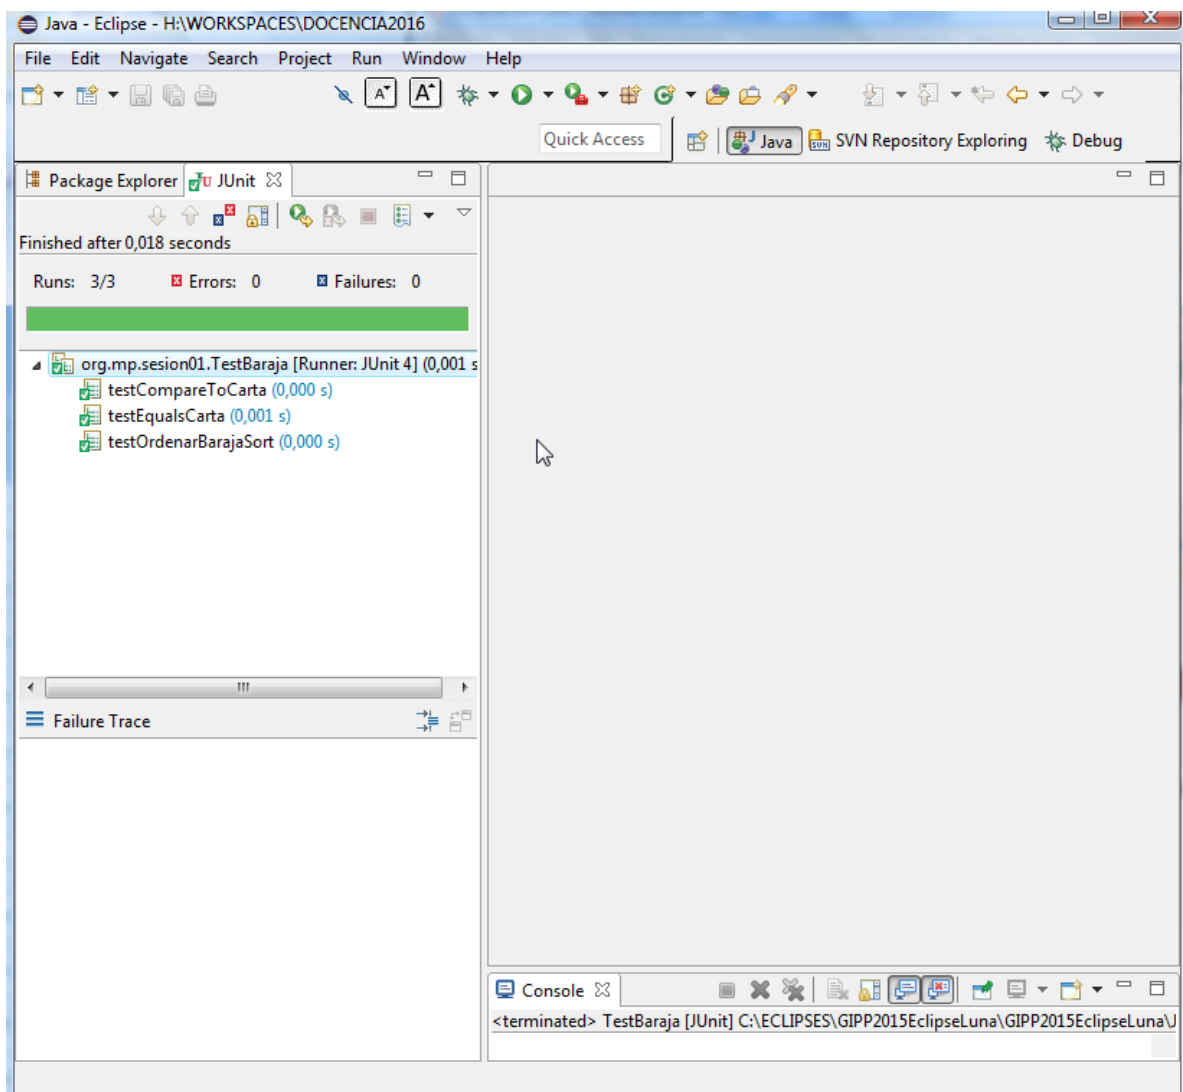 Java - Eclipse - H:\WORKSPACES\DOCENCIA2016
File Edit Navigate Search Project Run Window Help
Quick Access Java SVN Repository Exploring Debug
Package Explorer JUnit
Finished after 0,018 seconds
Runs: 3/3 Errors: 0 Failures: 0
org.mp.sesion01.TestBaraja [Runner: JUnit 4] (0,001 s
testCompareToCarta (0,000 s)
testEqualsCarta (0,001 s)
testOrdenarBarajaSort (0,000 s)
Failure Trace
Console
<terminated> TestBaraja [JUnit] C:\ECLIPSES\GIPP2015EclipseLuna\GIPP2015EclipseLuna\J